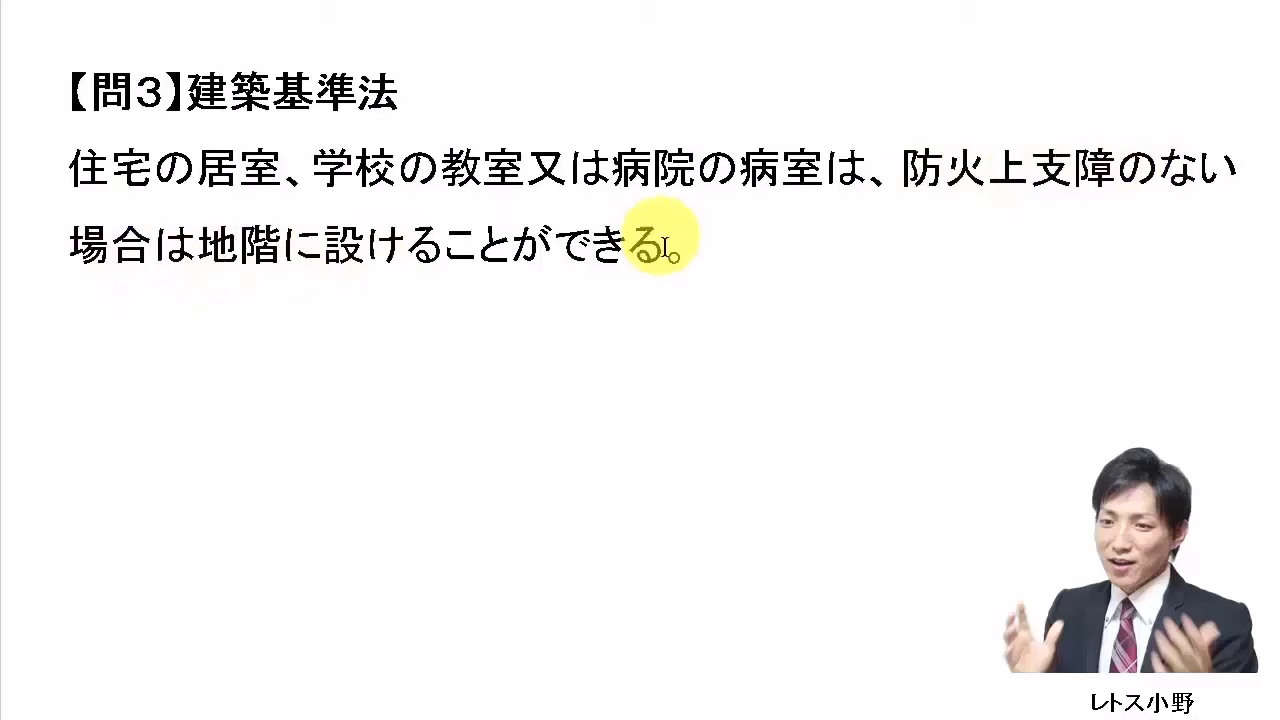 【問３】建築基準法
住宅の居室、学校の教室又は病院の病室は、防火上支障のない
場合は地階に設けることができる。
レトス小野